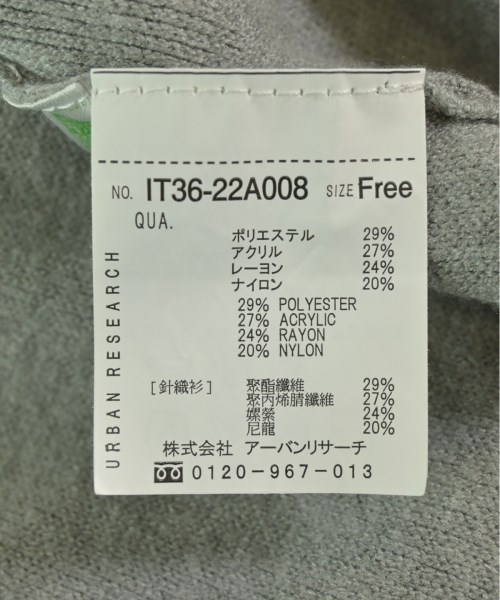 NO. IT36-22A008 SIZE Free
QUA.
ポリエステル 29%
アクリル 27%
レーヨン 24%
ナイロン 20%
29% POLYESTER
27% ACRYLIC
24% RAYON
20% NYLON
[針織衫] 聚酯纖維 29%
聚丙烯腈纖維 27%
嫘縈 24%
尼龍 20%
株式会社 アーバンリサーチ
0120-967-013
URBAN RESEARCH